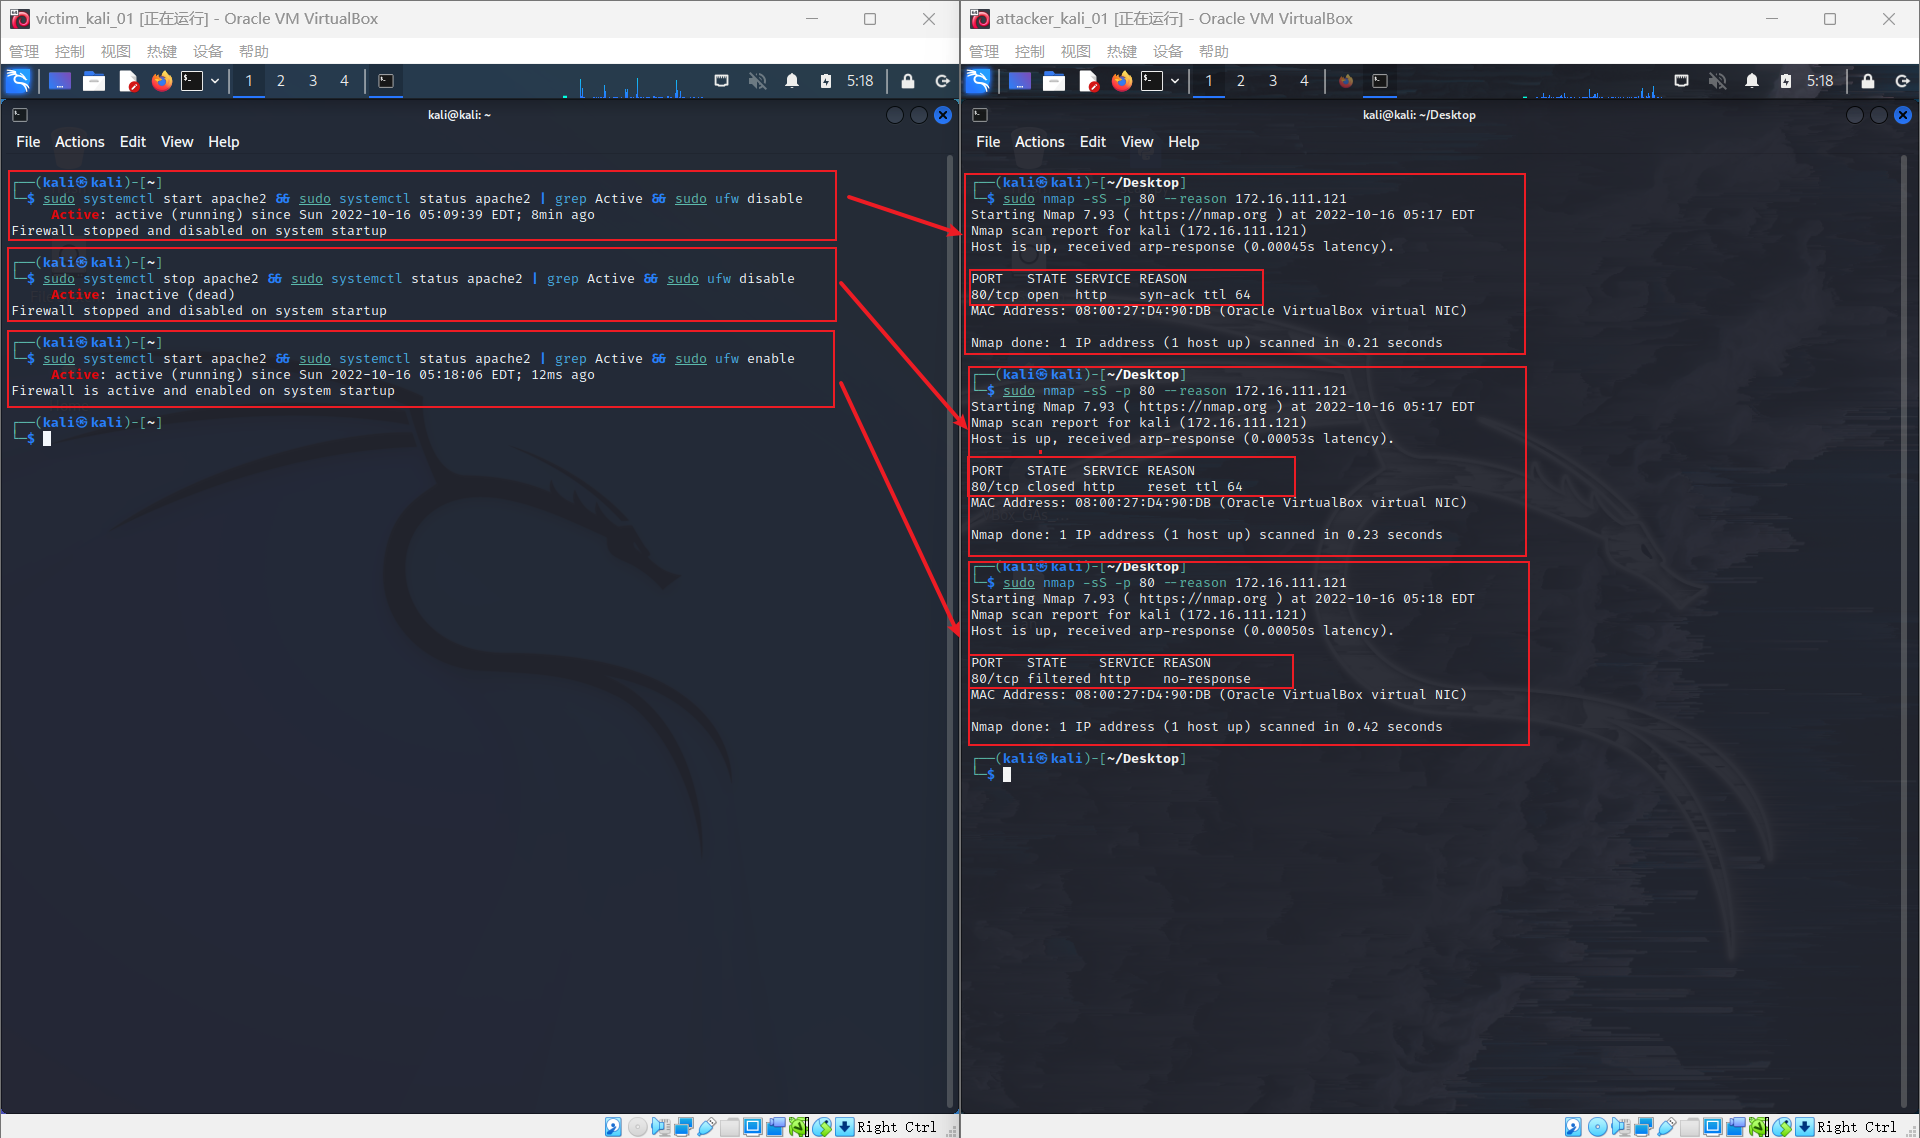 victim_kali_01 [正在运行] - Oracle VM VirtualBox
管理 控制 视图 热键 设备 帮助
1 2 3 4 5:18
kali@kali: ~
File Actions Edit View Help
┌──(kali㉿kali)-[~]
└─$ sudo systemctl start apache2 && sudo systemctl status apache2 | grep Active && sudo ufw disable
Active: active (running) since Sun 2022-10-16 05:09:39 EDT; 8min ago
Firewall stopped and disabled on system startup
┌──(kali㉿kali)-[~]
└─$ sudo systemctl stop apache2 && sudo systemctl status apache2 | grep Active && sudo ufw disable
Active: inactive (dead)
Firewall stopped and disabled on system startup
┌──(kali㉿kali)-[~]
└─$ sudo systemctl start apache2 && sudo systemctl status apache2 | grep Active && sudo ufw enable
Active: active (running) since Sun 2022-10-16 05:18:06 EDT; 12ms ago
Firewall is active and enabled on system startup
┌──(kali㉿kali)-[~]
└─$
Right Ctrl
attacker_kali_01 [正在运行] - Oracle VM VirtualBox
管理 控制 视图 热键 设备 帮助
1 2 3 4 5:18
kali@kali: ~/Desktop
File Actions Edit View Help
┌──(kali㉿kali)-[~/Desktop]
└─$ sudo nmap -sS -p 80 --reason 172.16.111.121
Starting Nmap 7.93 ( https://nmap.org ) at 2022-10-16 05:17 EDT
Nmap scan report for kali (172.16.111.121)
Host is up, received arp-response (0.00045s latency).
PORT STATE SERVICE REASON
80/tcp open http syn-ack ttl 64
MAC Address: 08:00:27:D4:90:DB (Oracle VirtualBox virtual NIC)
Nmap done: 1 IP address (1 host up) scanned in 0.21 seconds
┌──(kali㉿kali)-[~/Desktop]
└─$ sudo nmap -sS -p 80 --reason 172.16.111.121
Starting Nmap 7.93 ( https://nmap.org ) at 2022-10-16 05:17 EDT
Nmap scan report for kali (172.16.111.121)
Host is up, received arp-response (0.00053s latency).
PORT STATE SERVICE REASON
80/tcp closed http reset ttl 64
MAC Address: 08:00:27:D4:90:DB (Oracle VirtualBox virtual NIC)
Nmap done: 1 IP address (1 host up) scanned in 0.23 seconds
┌──(kali㉿kali)-[~/Desktop]
└─$ sudo nmap -sS -p 80 --reason 172.16.111.121
Starting Nmap 7.93 ( https://nmap.org ) at 2022-10-16 05:18 EDT
Nmap scan report for kali (172.16.111.121)
Host is up, received arp-response (0.00050s latency).
PORT STATE SERVICE REASON
80/tcp filtered http no-response
MAC Address: 08:00:27:D4:90:DB (Oracle VirtualBox virtual NIC)
Nmap done: 1 IP address (1 host up) scanned in 0.42 seconds
┌──(kali㉿kali)-[~/Desktop]
└─$
Right Ctrl